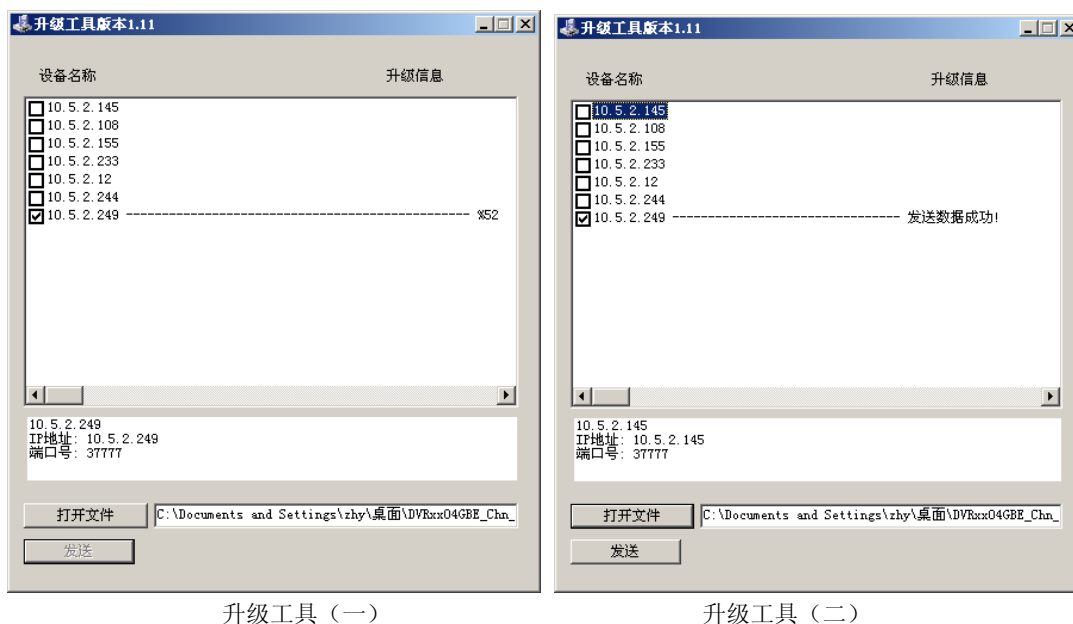 升级工具版本1.11
设备名称 升级信息
10.5.2.145
10.5.2.108
10.5.2.155
10.5.2.233
10.5.2.12
10.5.2.244
10.5.2.249 ------------------------------------------------ %52
10.5.2.249
IP地址: 10.5.2.249
端口号: 37777
打开文件 C:\Documents and Settings\zhy\桌面\DVRxx04GBE_Chn_
发送
升级工具（一）
升级工具版本1.11
设备名称 升级信息
10.5.2.145
10.5.2.108
10.5.2.155
10.5.2.233
10.5.2.12
10.5.2.244
10.5.2.249 -------------------------------- 发送数据成功!
10.5.2.145
IP地址: 10.5.2.145
端口号: 37777
打开文件 C:\Documents and Settings\zhy\桌面\DVRxx04GBE_Chn_
发送
升级工具（二）